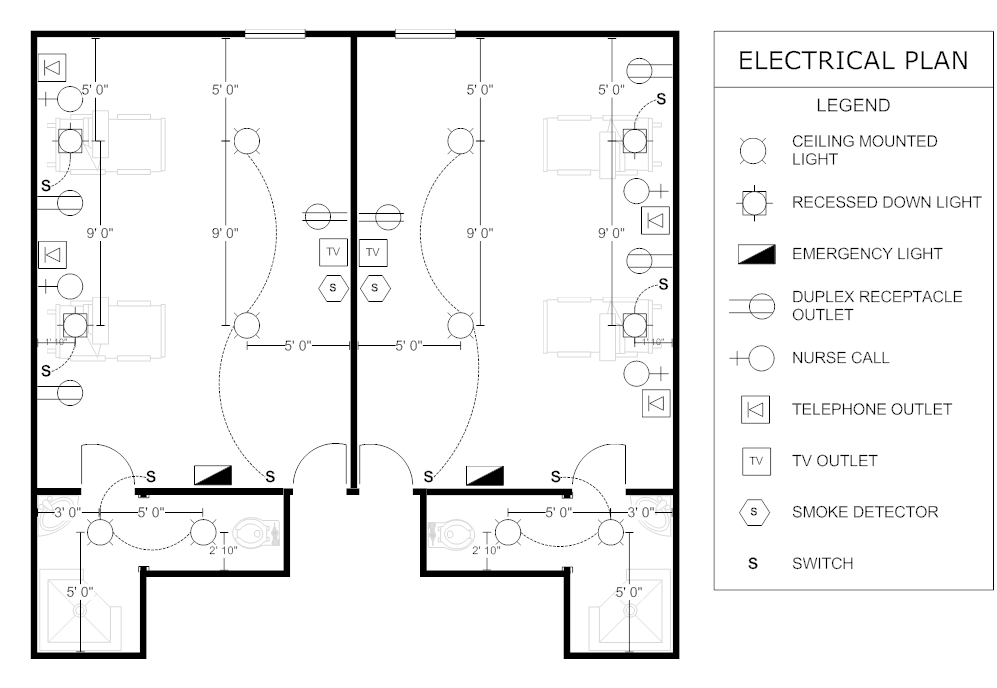 ELECTRICAL PLAN
LEGEND
CEILING MOUNTED
LIGHT
RECESSED DOWN LIGHT
EMERGENCY LIGHT
DUPLEX RECEPTACLE
OUTLET
NURSE CALL
TELEPHONE OUTLET
TV
TV OUTLET
S
SMOKE DETECTOR
S
SWITCH
5' 0"
5' 0"
5' 0"
5' 0"
S
S
9' 0"
9' 0"
9' 0"
9' 0"
TV
TV
S
S
S
1' 10"
5' 0"
5' 0"
1' 10"
S
S
S
S
S
3' 0"
5' 0"
5' 0"
3' 0"
2' 10"
2' 10"
5' 0"
5' 0"